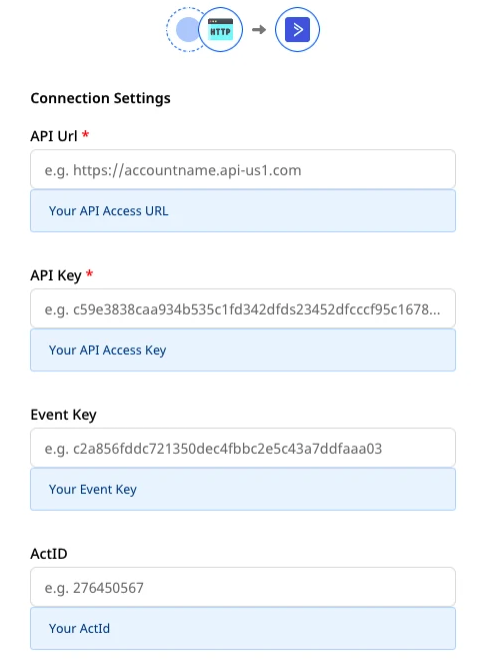 HTTP
Connection Settings
API Url *
e.g. https://accountname.api-us1.com
Your API Access URL
API Key *
e.g. c59e3838caa934b535c1fd342dfds23452dfcccf95c1678...
Your API Access Key
Event Key
e.g. c2a856fddc721350dec4fbbc2e5c43a7ddfaaa03
Your Event Key
ActID
e.g. 276450567
Your ActId